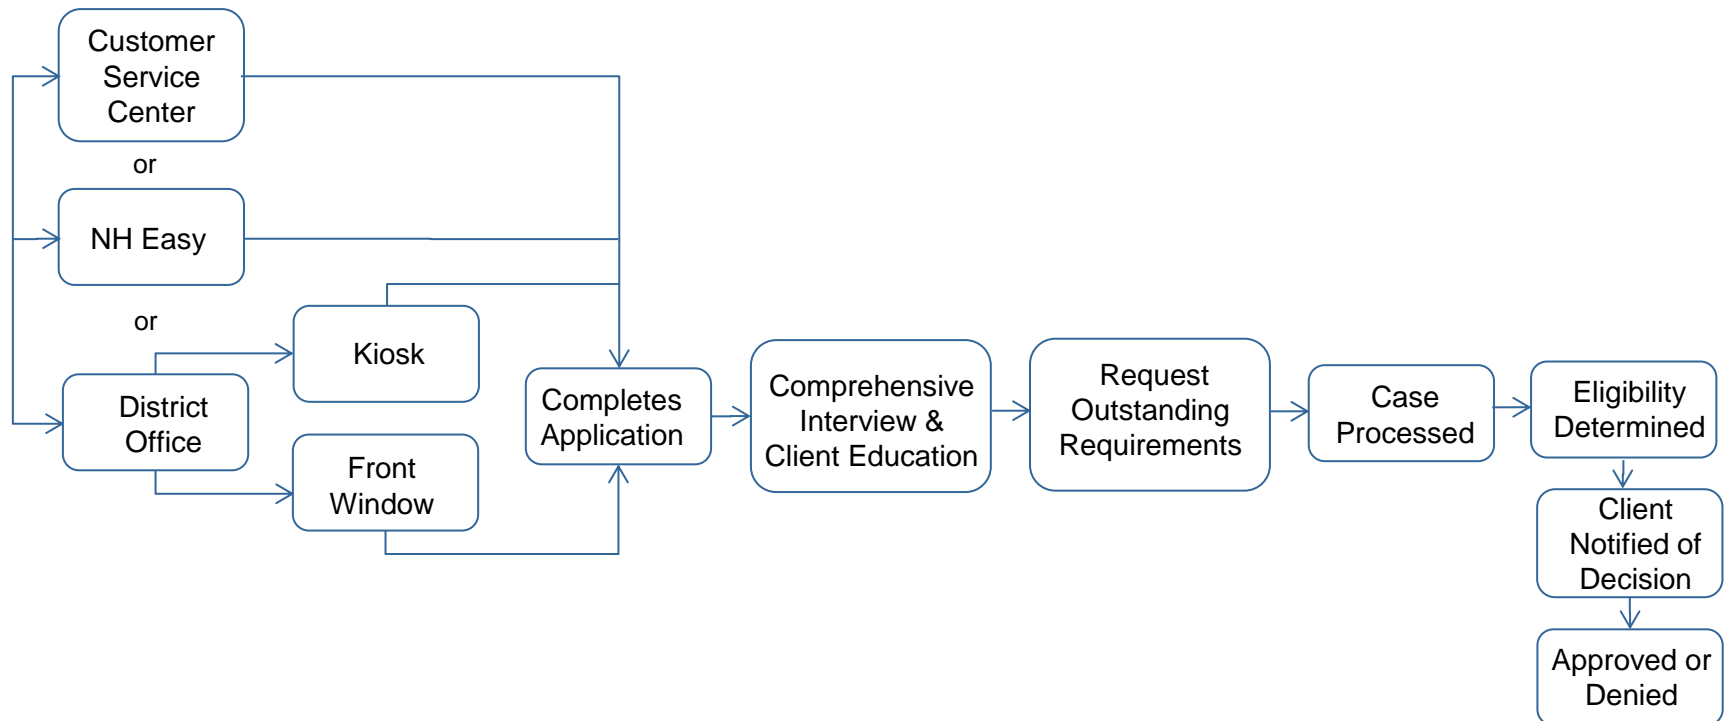 Customer
Service
Center
or
NH Easy
or
District
Office
Kiosk
Front
Window
Completes
Application
Comprehensive
Interview &
Client Education
Request
Outstanding
Requirements
Case
Processed
Eligibility
Determined
Client
Notified of
Decision
Approved or
Denied